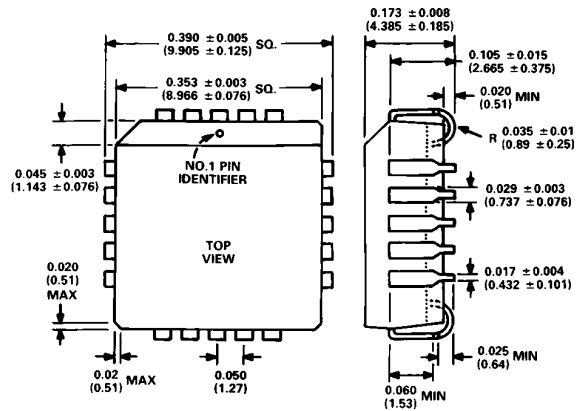 0.390 ± 0.005
(9.905 ± 0.125) SQ.
0.353 ± 0.003
(8.966 ± 0.076) SQ.
0.173 ± 0.008
(4.385 ± 0.185)
0.105 ± 0.015
(2.665 ± 0.375)
0.020
(0.51) MIN
R 0.035 ± 0.01
(0.89 ± 0.25)
0.045 ± 0.003
(1.143 ± 0.076)
NO.1 PIN
IDENTIFIER
0.029 ± 0.003
(0.737 ± 0.076)
TOP
VIEW
0.020
(0.51)
MAX
0.017 ± 0.004
(0.432 ± 0.101)
0.02
(0.51) MAX
0.050
(1.27)
0.025
(0.64) MIN
0.060
(1.53) MIN